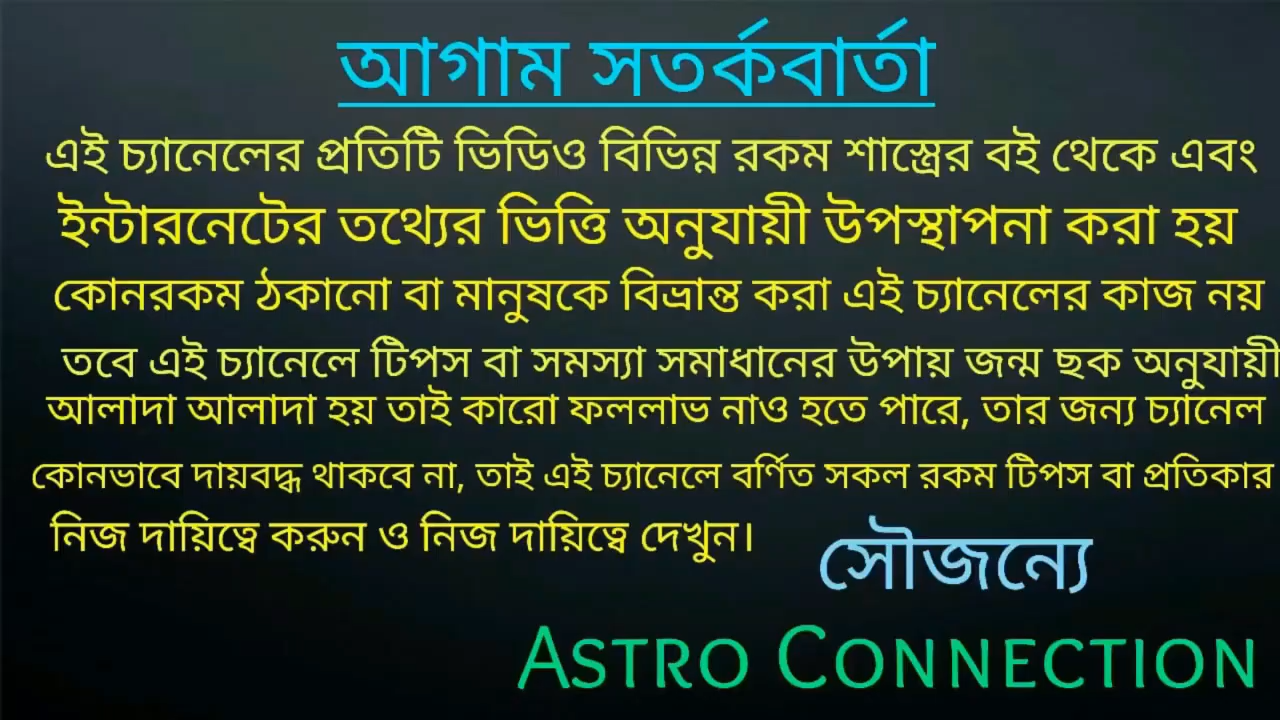 আগাম সতর্কবার্তা
এই চ্যানেলের প্রতিটি ভিডিও বিভিন্ন রকম শাস্ত্রের বই থেকে এবং
ইন্টারনেটের তথ্যের ভিত্তি অনুযায়ী উপস্থাপনা করা হয়
কোনরকম ঠকানো বা মানুষকে বিভ্রান্ত করা এই চ্যানেলের কাজ নয়
তবে এই চ্যানেলে টিপস বা সমস্যা সমাধানের উপায় জন্ম ছক অনুযায়ী
আলাদা আলাদা হয় তাই কারো ফললাভ নাও হতে পারে, তার জন্য চ্যানেল
কোনভাবে দায়বদ্ধ থাকবে না, তাই এই চ্যানেলে বর্ণিত সকল রকম টিপস বা প্রতিকার
নিজ দায়িত্বে করুন ও নিজ দায়িত্বে দেখুন।
সৌজন্যে
ASTRO CONNECTION